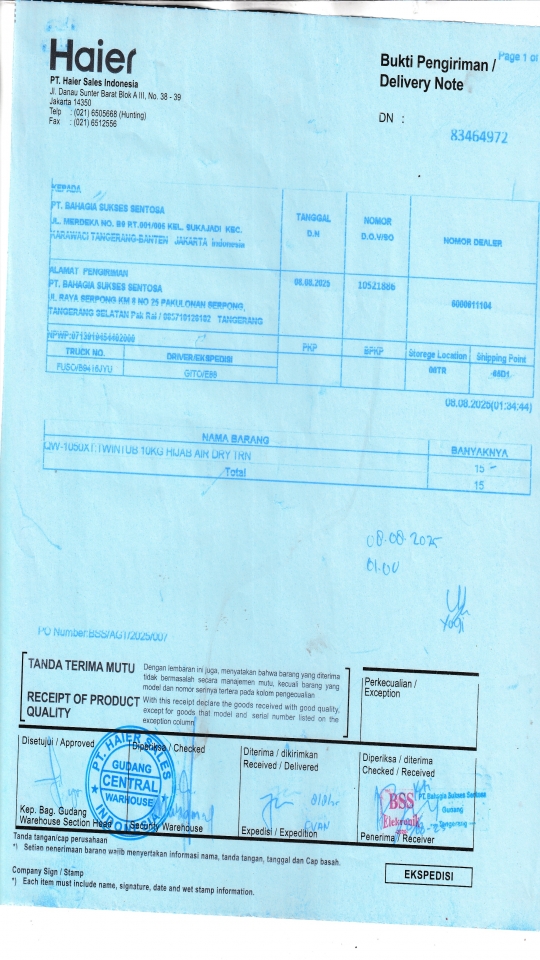 Haier
PT. Haier Sales Indonesia
Jl. Danau Sunter Barat Blok A III, No. 38 - 39
Jakarta 14350
Telp : (021) 6505668 (Hunting)
Fax : (021) 6512556
Bukti Pengiriman /
Delivery Note
Page 1 of
DN :
83464972
KEPADA
PT. BAHAGIA SUKSES SENTOSA
JL. MERDEKA NO. B9 RT.001/006 KEL. SUKAJADI KEC.
KARAWACI TANGERANG-BANTEN JAKARTA Indonesia
TANGGAL
D.N
NOMOR
D.O.V/SO
NOMOR DEALER
ALAMAT PENGIRIMAN
PT. BAHAGIA SUKSES SENTOSA
JL RAYA SERPONG KM 8 NO 25 PAKULONAN SERPONG,
TANGERANG SELATAN Pak Rai / 085710128182 TANGERANG
08.08.2025
10521886
6000011104
NPWP:0713919454402000
TRUCK NO.
DRIVER/EKSPEDISI
PKP
BPKP
Storege Location
Shipping Point
FUSO/B9416JYU
GITO/E96
08TR
65D1
08.08.2025(01:34:44)
NAMA BARANG
BANYAKNYA
QW-1050XT:TWINTUB 10KG HIJAB AIR DRY TRN
15
Total
15
08.08.2025
01.00
Yogi
PO Number:BSS/AGT/2025/007
TANDA TERIMA MUTU
RECEIPT OF PRODUCT
QUALITY
Dengan lembaran ini juga, menyatakan bahwa barang yang diterima
tidak bermasalah secara manajemen mutu, kecuali barang yang
model dan nomor serinya tertera pada kolom pengecualian
With this receipt declare the goods received with good quality,
except for goods that model and serial number listed on the
exception column
Perkecualian /
Exception
Disetujui / Approved
Diperiksa / Checked
Diterima / dikirimkan
Received / Delivered
Diperiksa / diterima
Checked / Received
PT. HAIER SALES
GUDANG
CENTRAL
WARHOUSE
INDONESIA
BSS
Elektronik
PT. Bahagia Sukses Sentosa
Gudang
Tangerang
Kep. Bag. Gudang
Warehouse Section Head
Security Warehouse
Expedisi / Expedition
Penerima / Receiver
Tanda tangan/cap perusahaan
*) Setiap nenerimaan barang wajib menyertakan informasi nama, tanda tangan, tanggal dan Cap basah.
Company Sign / Stamp
*) Each item must include name, signature, date and wet stamp information.
EKSPEDISI